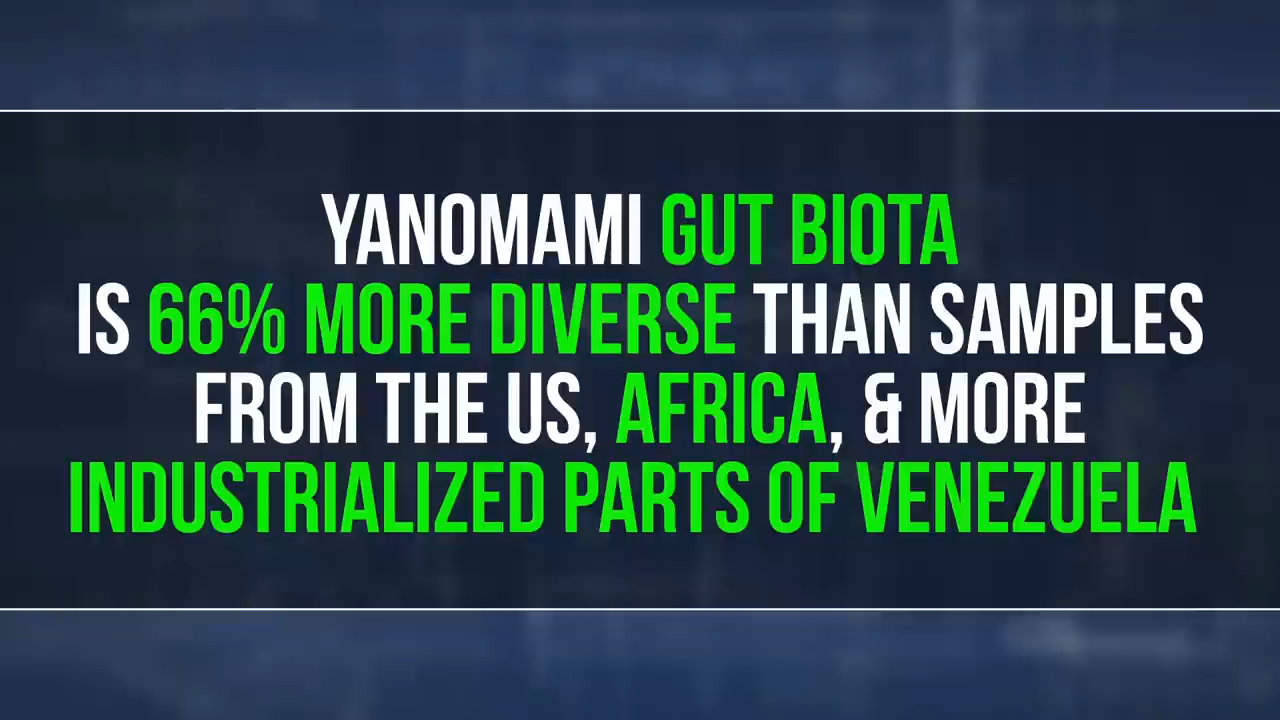 YANOMAMI GUT BIOTA
IS 66% MORE DIVERSE THAN SAMPLES
FROM THE US, AFRICA, & MORE
INDUSTRIALIZED PARTS OF VENEZUELA